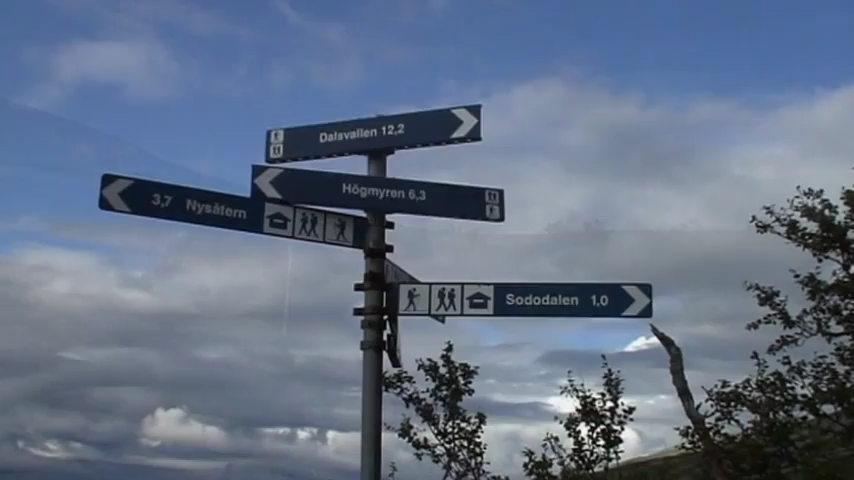 Dalsvallen 12,2
Högmyren 6,3
3,7 Nysätern
Sododalen 1,0